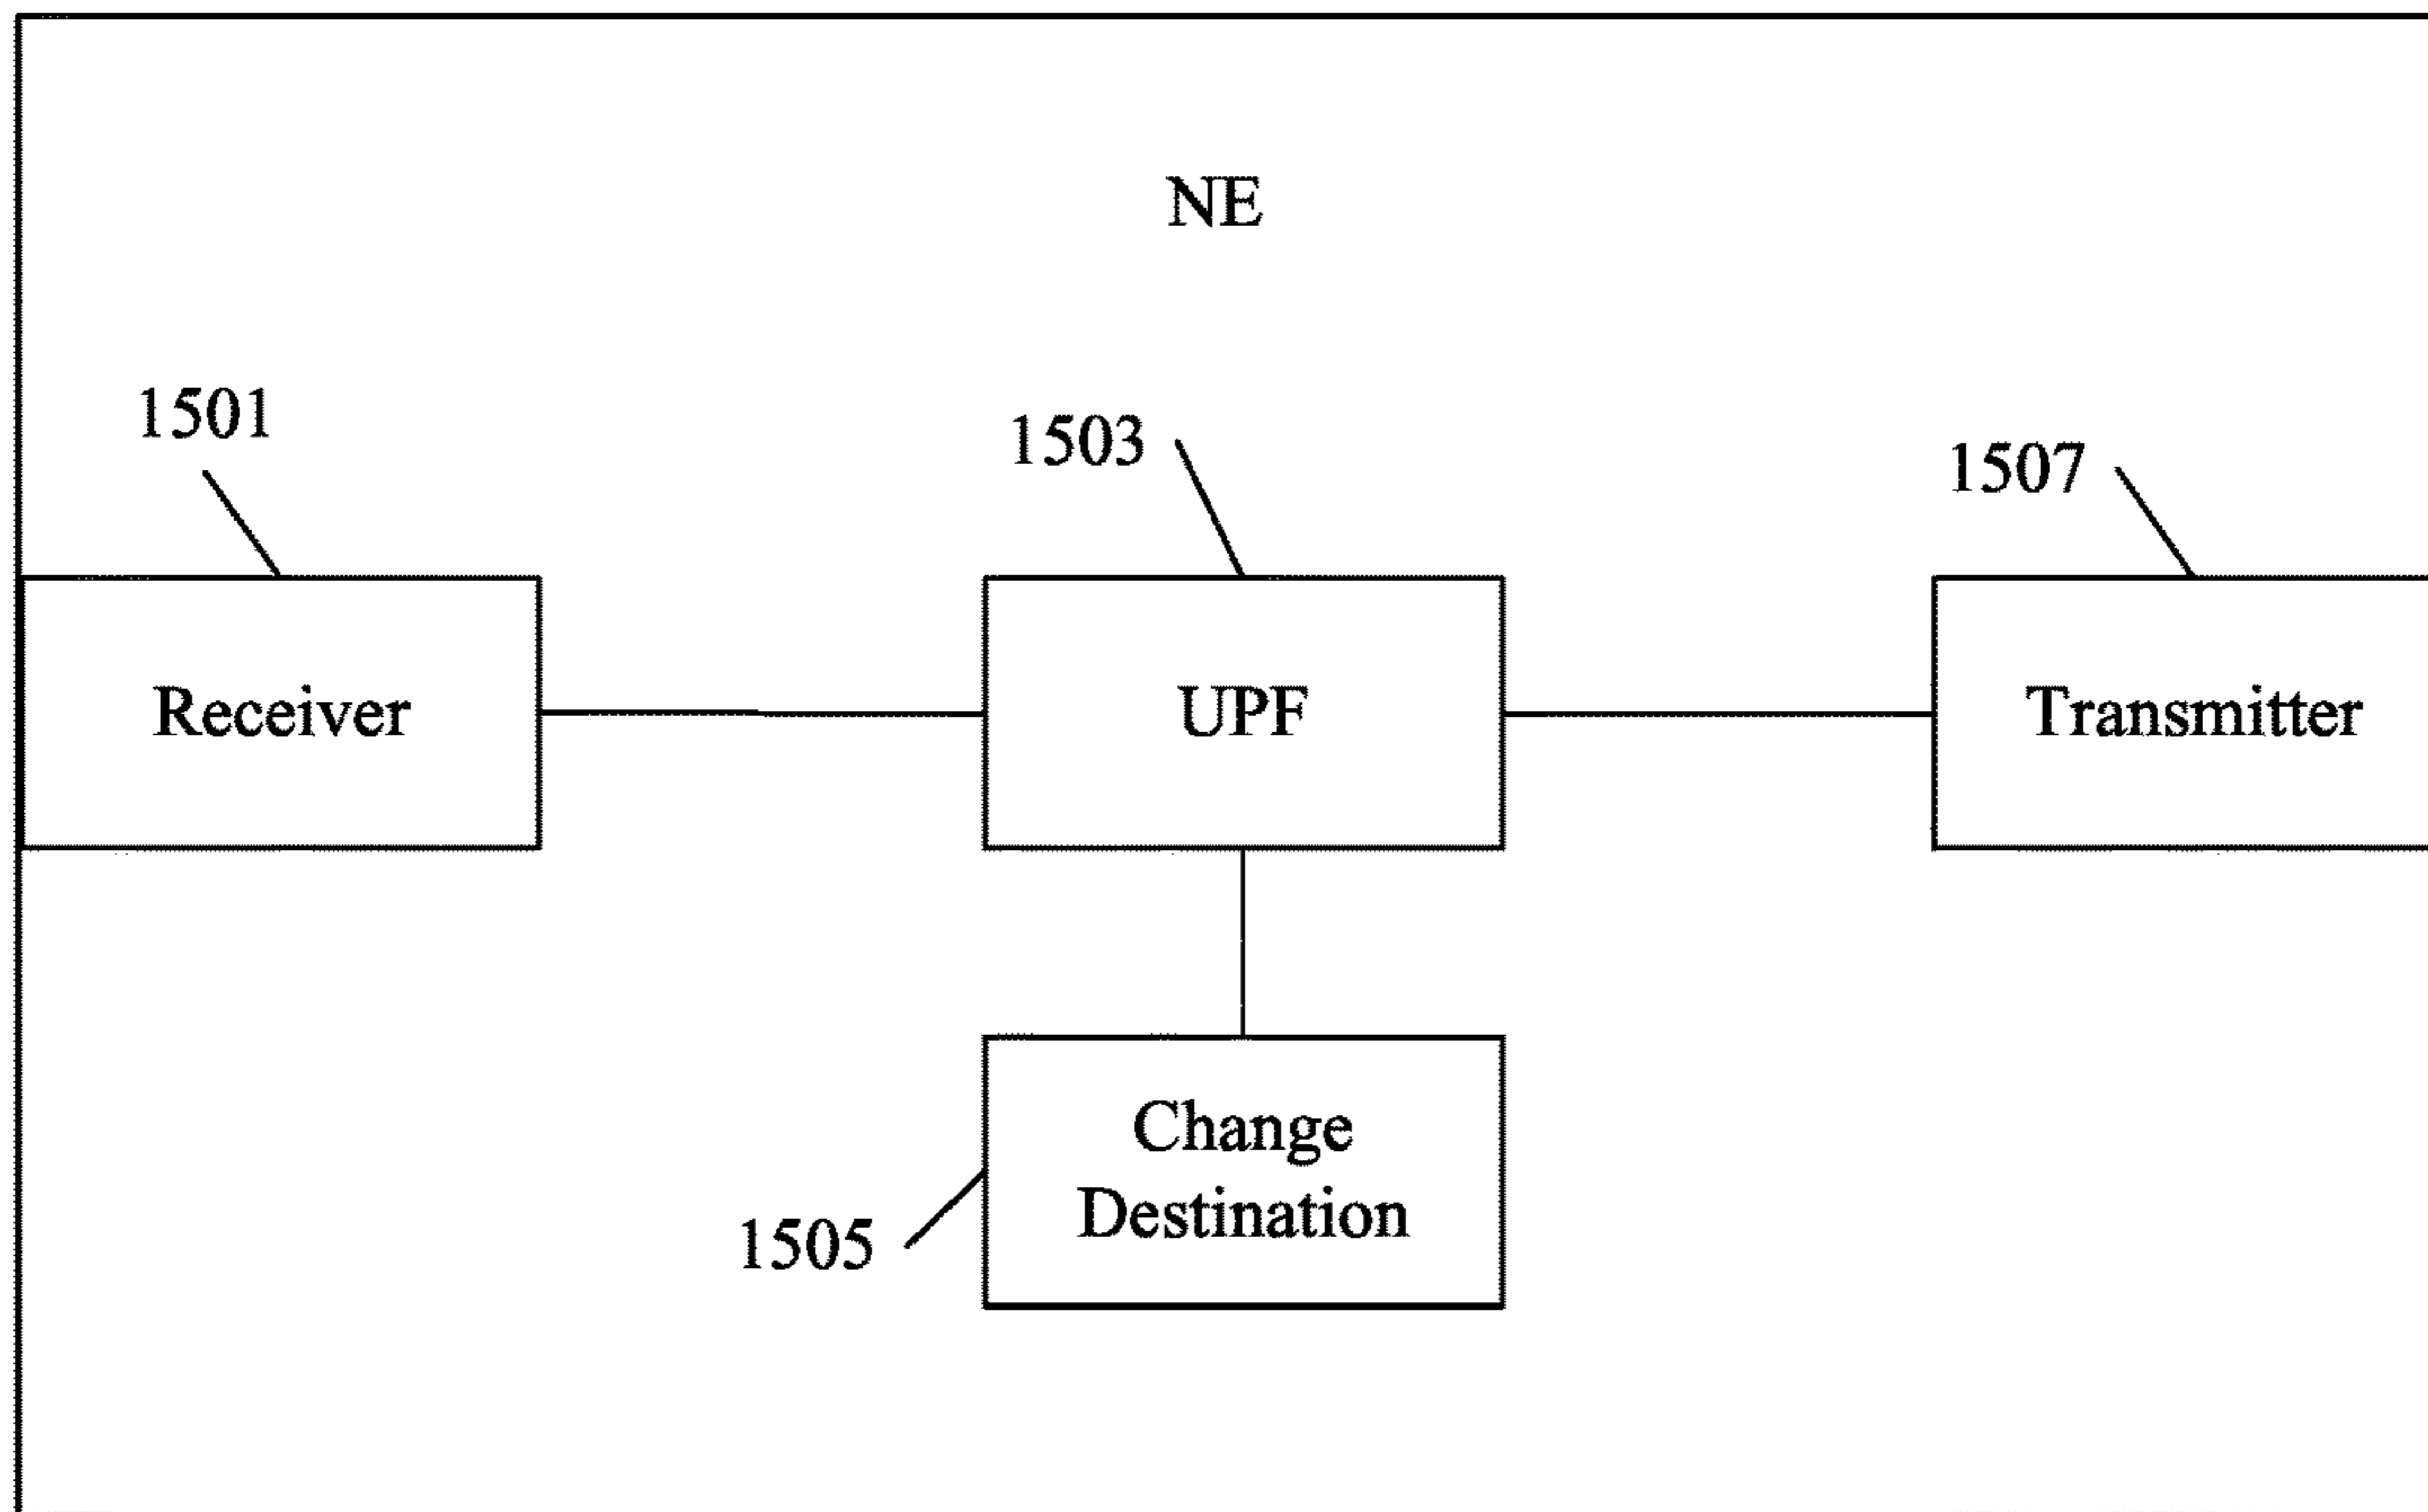 NE
1501
1503
1507
Receiver
UPF
Transmitter
Change
Destination
1505